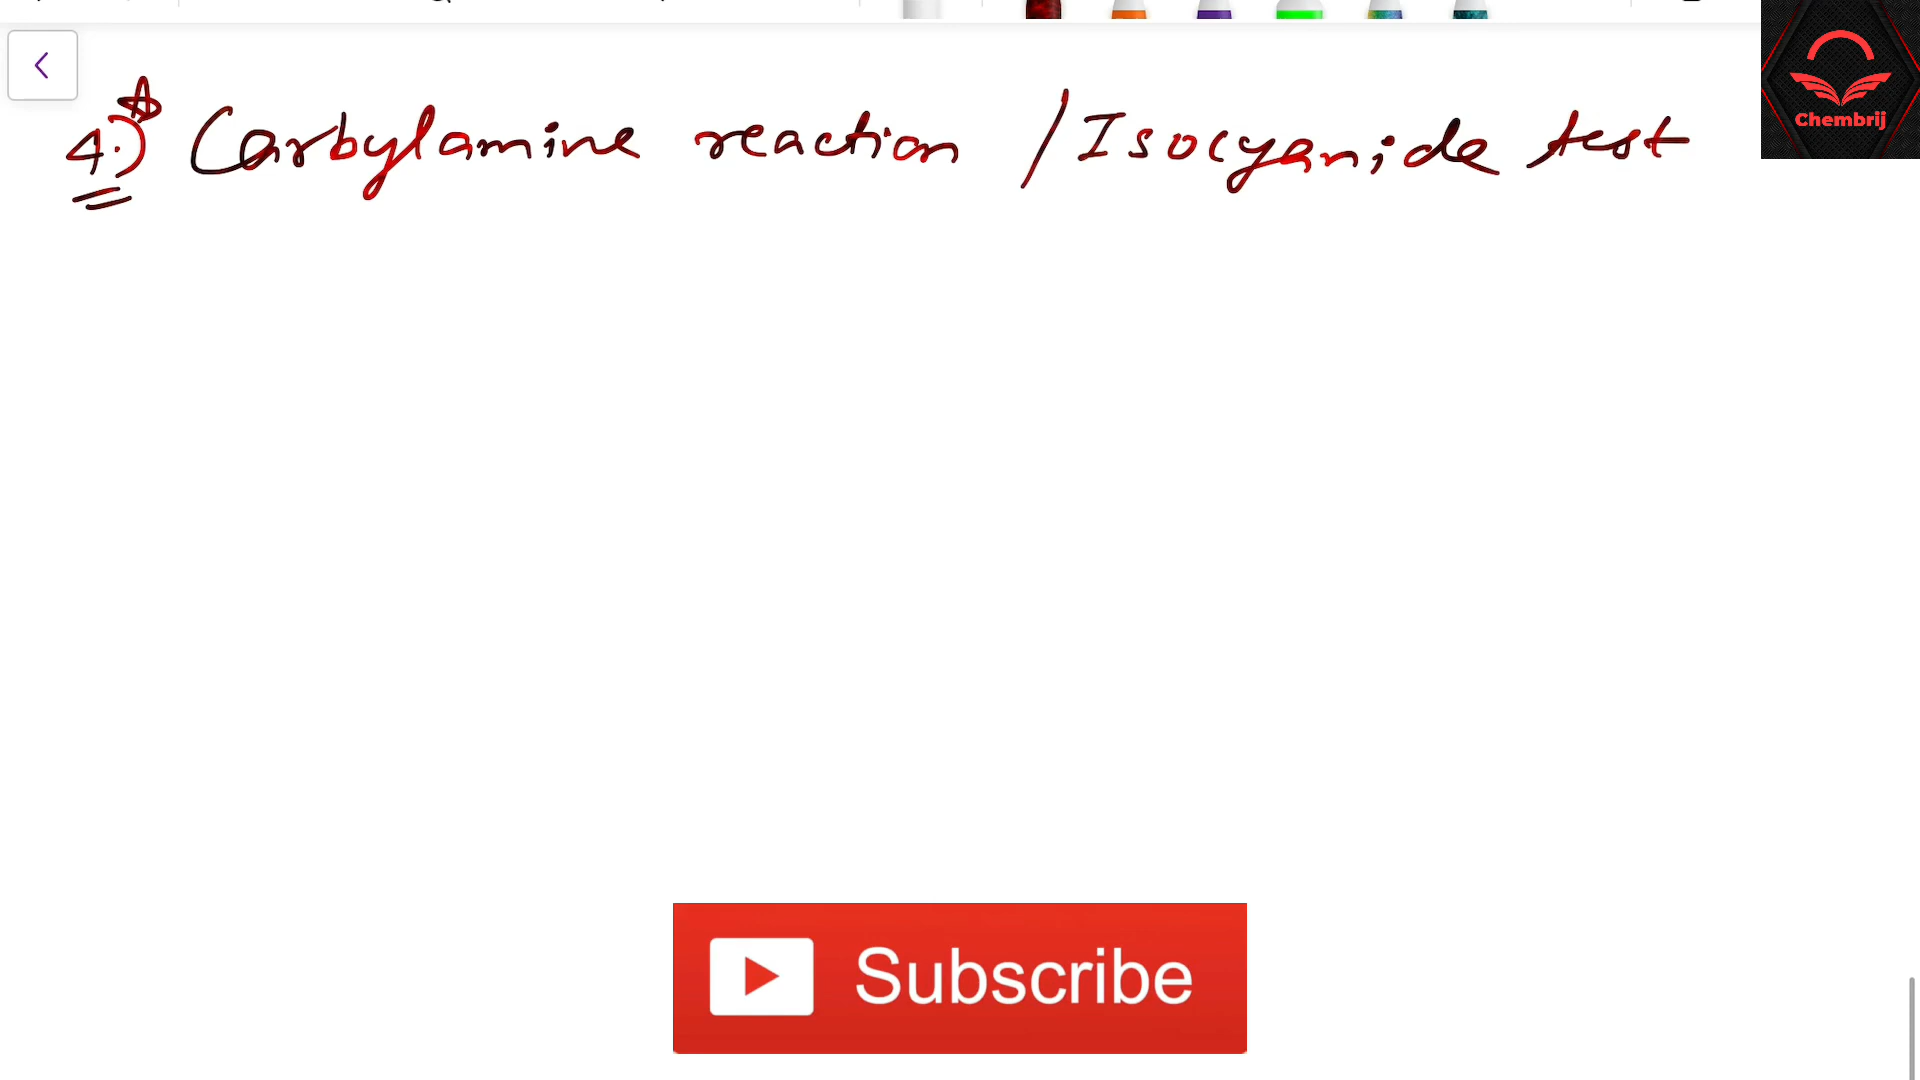 4.) Carbylamine reaction / Isocyanide test
Chembrij
Subscribe